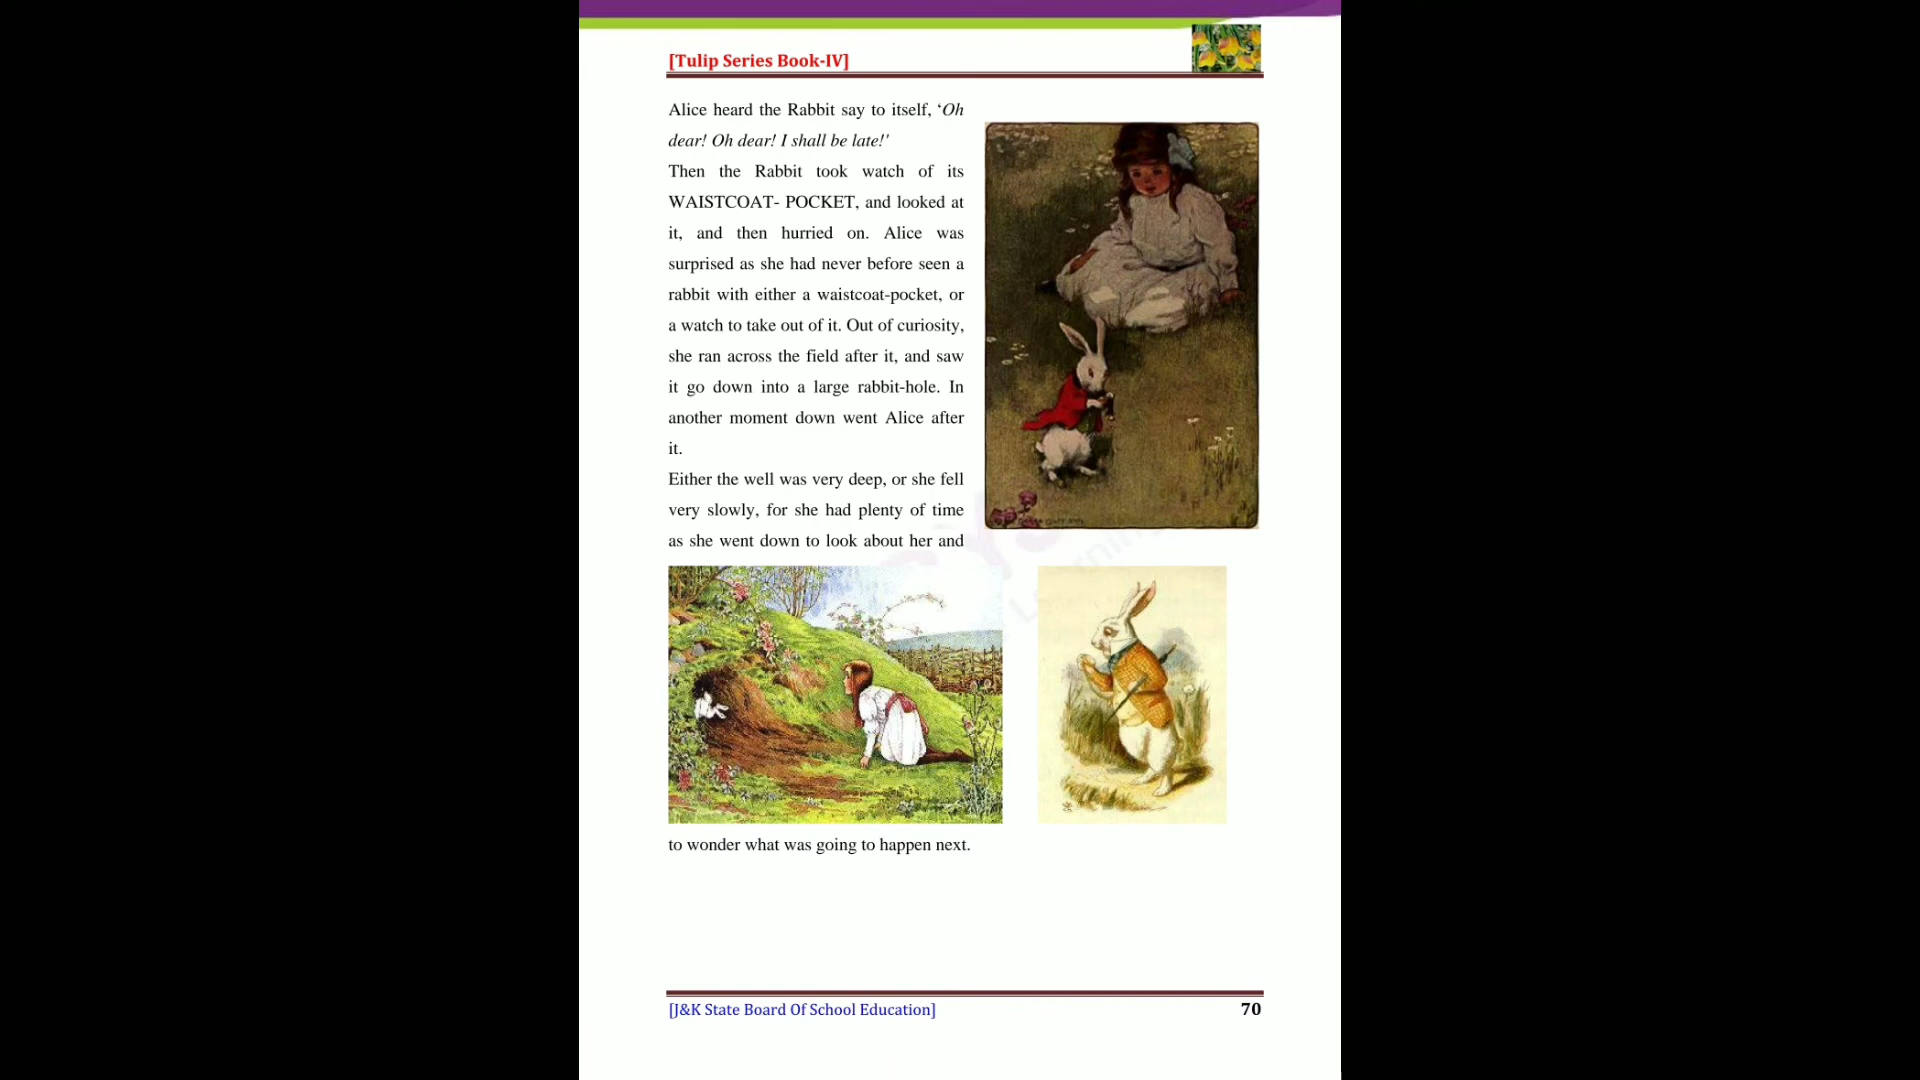 [Tulip Series Book-IV]
Alice heard the Rabbit say to itself, ‘Oh
dear! Oh dear! I shall be late!'
Then the Rabbit took watch of its
WAISTCOAT- POCKET, and looked at
it, and then hurried on. Alice was
surprised as she had never before seen a
rabbit with either a waistcoat-pocket, or
a watch to take out of it. Out of curiosity,
she ran across the field after it, and saw
it go down into a large rabbit-hole. In
another moment down went Alice after
it.
Either the well was very deep, or she fell
very slowly, for she had plenty of time
as she went down to look about her and
to wonder what was going to happen next.
[J&K State Board Of School Education]
70